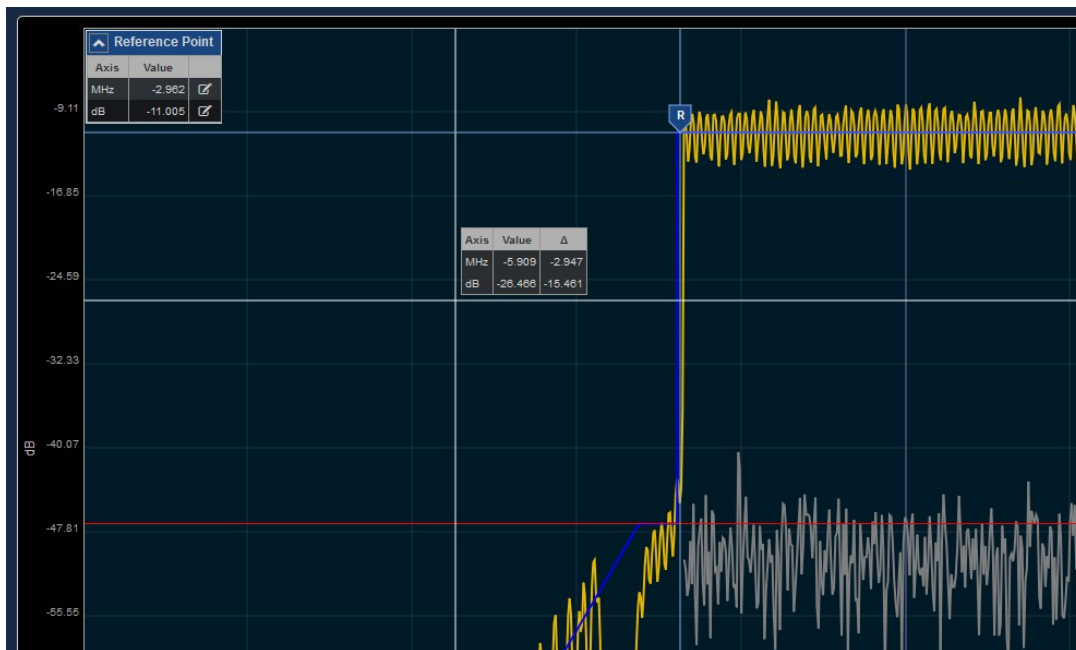 Reference Point
Axis Value
MHz -2.962
dB -11.005
R
-9.11
-16.85
-24.59
-32.33
-40.07
-47.81
-55.55
dB
Axis Value Δ
MHz -5.909 -2.947
dB -26.466 -15.461